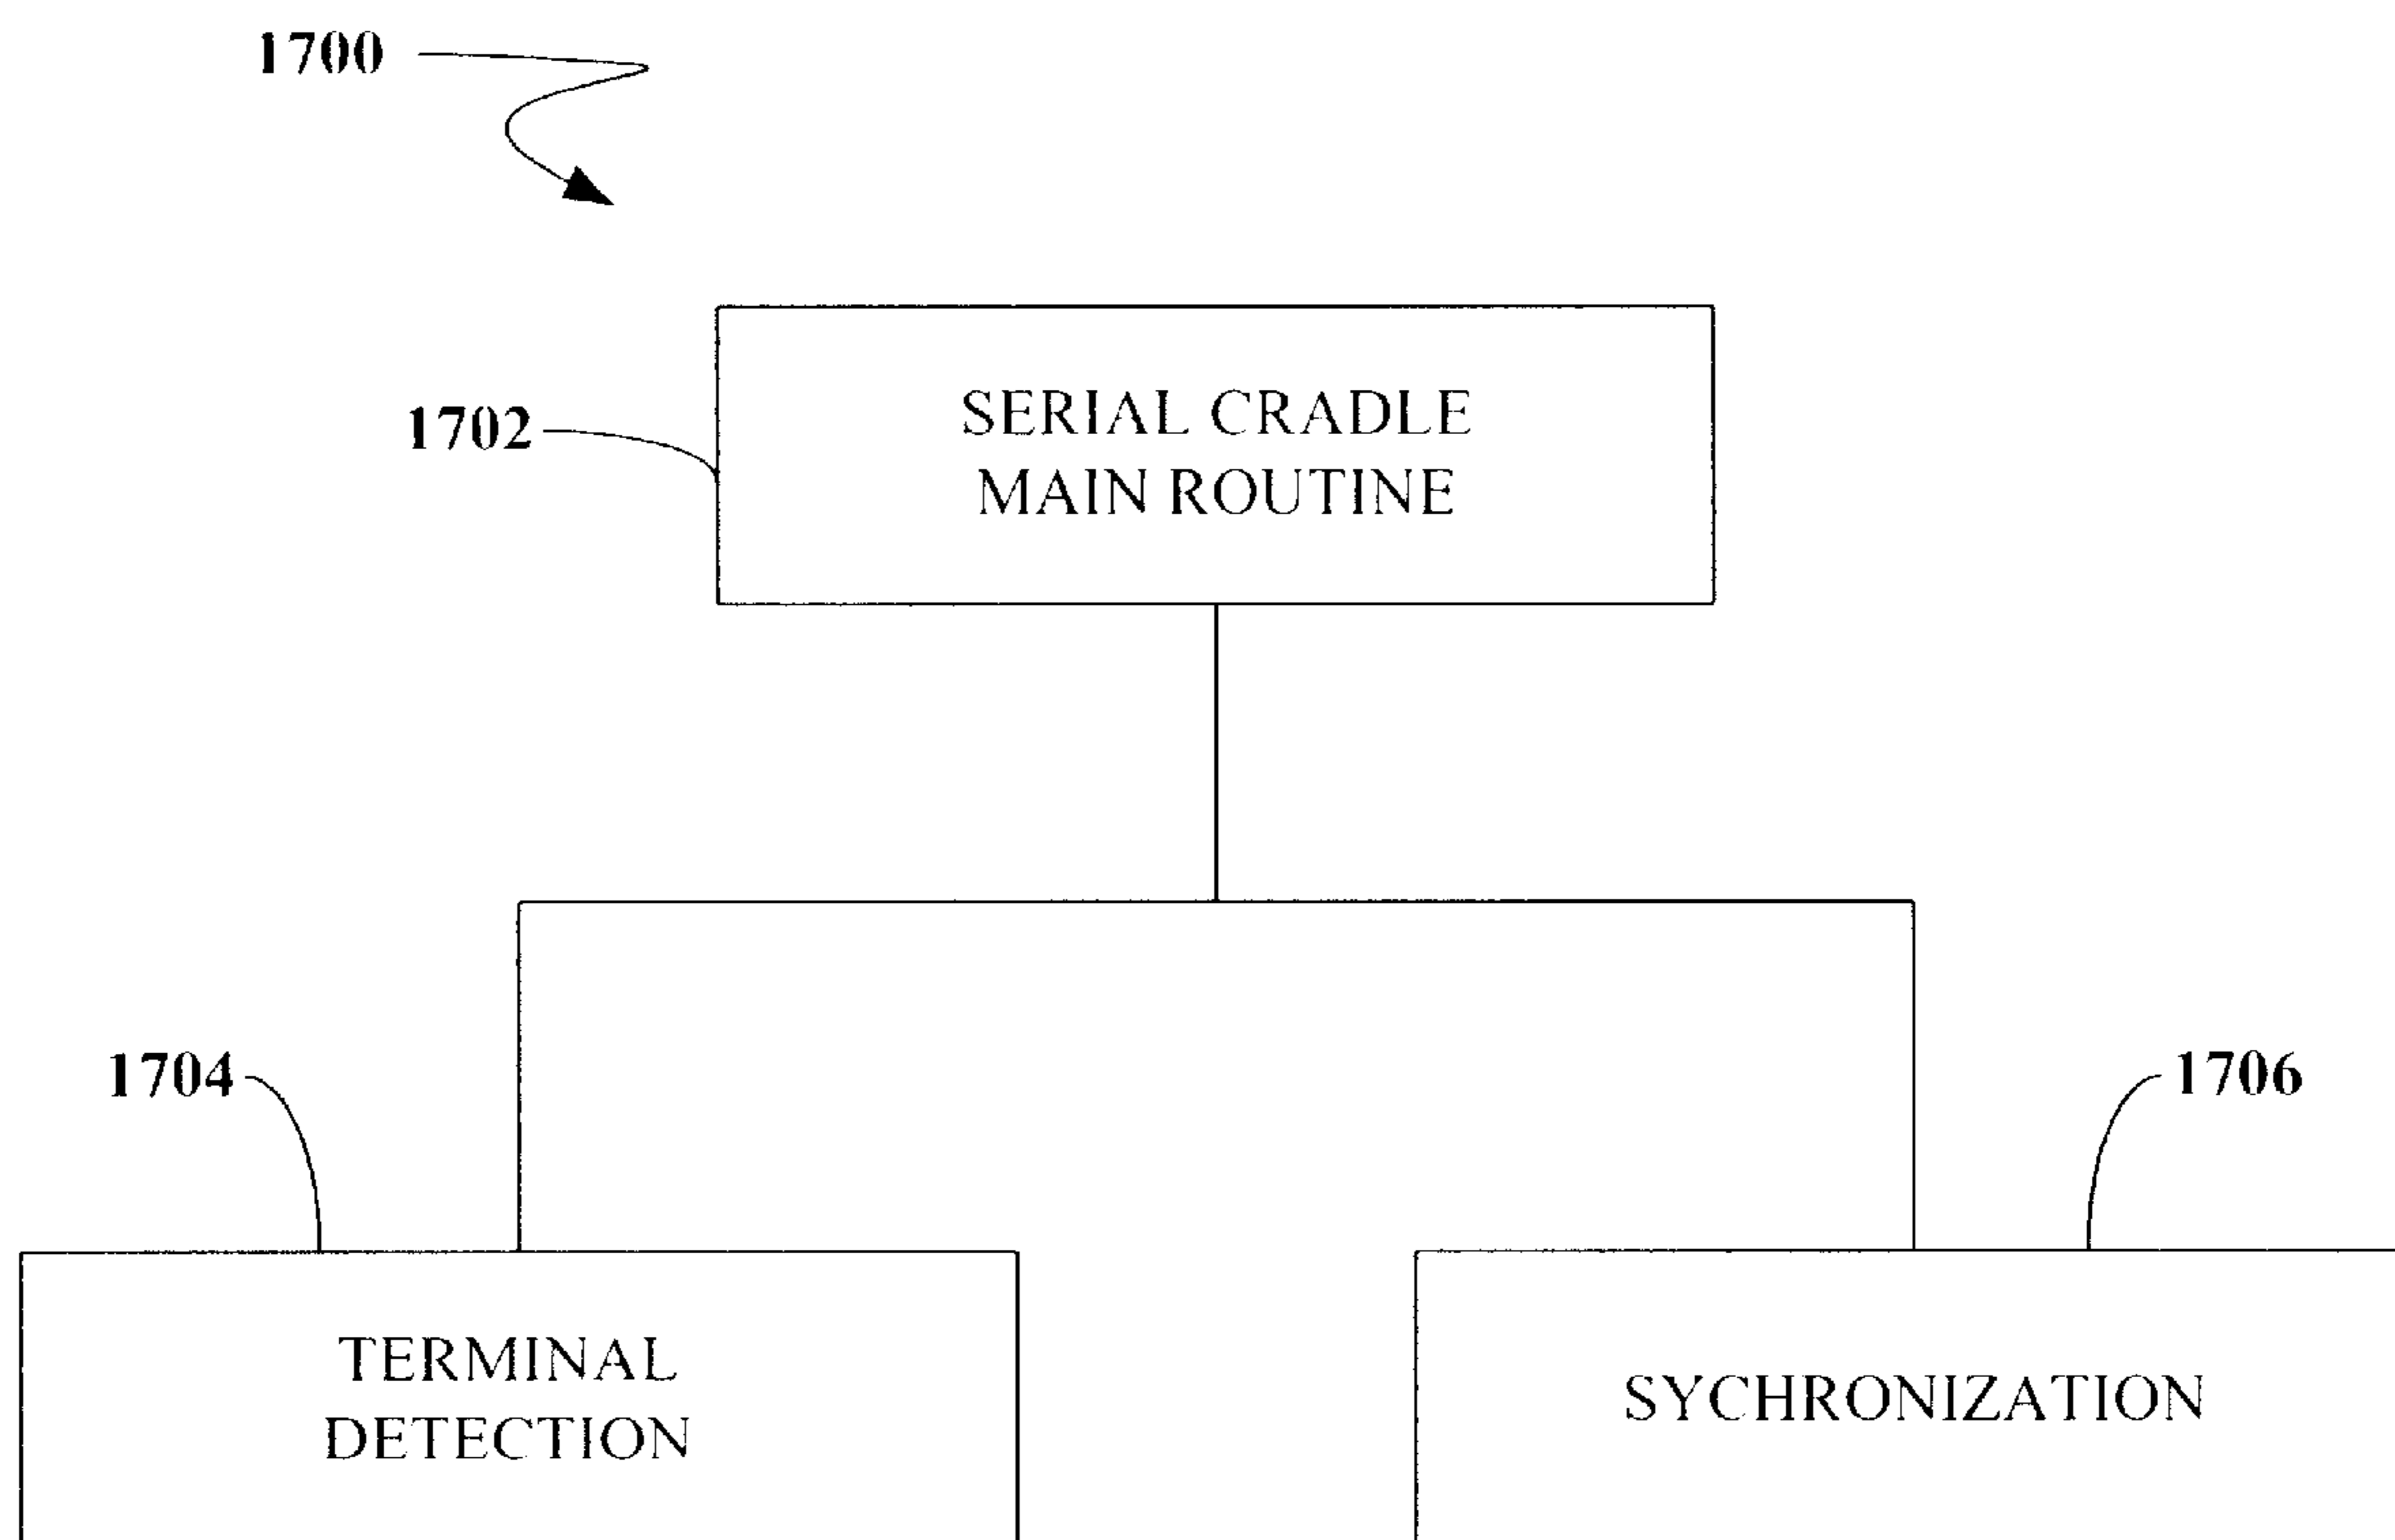 1700
1702
SERIAL CRADLE
MAIN ROUTINE
1704
1706
TERMINAL
DETECTION
SYCHRONIZATION